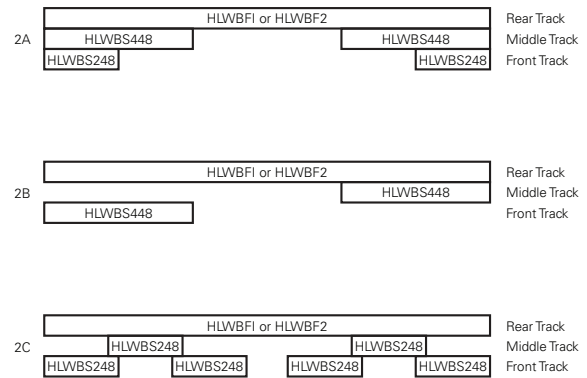 HLWBFI or HLWBF2 Rear Track
2A HLWBS448 HLWBS448 Middle Track
HLWBS248 HLWBS248 Front Track
HLWBFI or HLWBF2 Rear Track
2B HLWBS448 Middle Track
HLWBS448 Front Track
HLWBFI or HLWBF2 Rear Track
2C HLWBS248 HLWBS248 Middle Track
HLWBS248 HLWBS248 HLWBS248 HLWBS248 Front Track